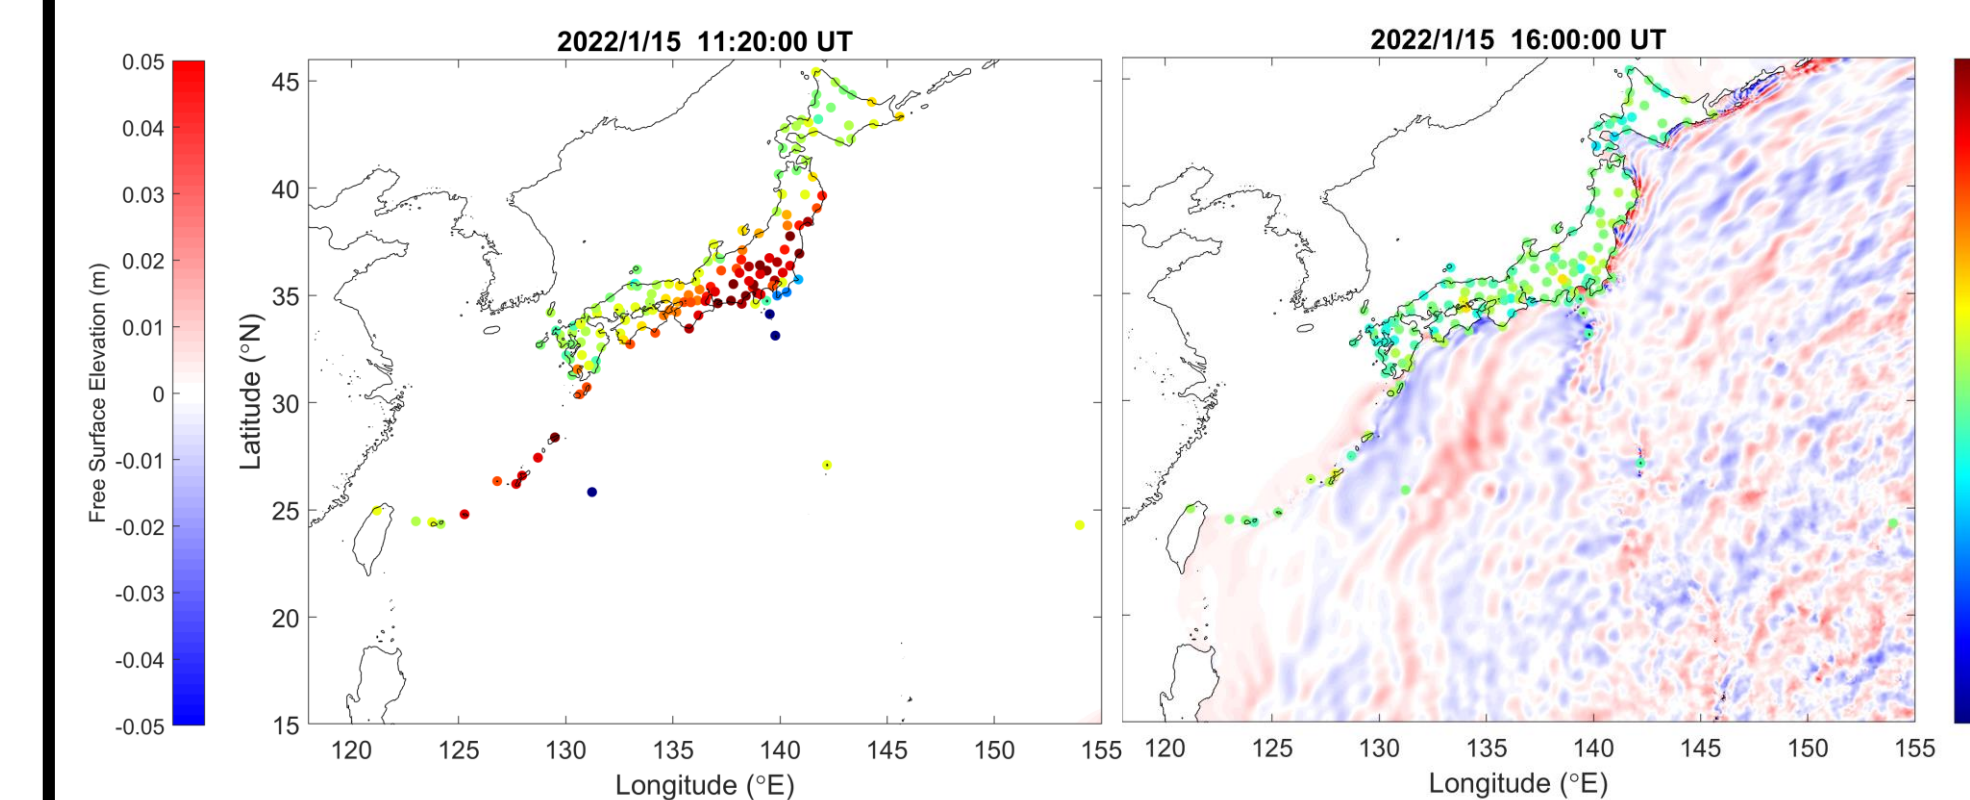 2022/1/15 11:20:00 UT
2022/1/15 16:00:00 UT
0.05
0.04
0.03
0.02
0.01
0
-0.01
-0.02
-0.03
-0.04
-0.05
Free Surface Elevation (m)
45
40
35
30
25
20
15
Latitude (°N)
120 125 130 135 140 145 150 155
Longitude (°E)
120 125 130 135 140 145 150 155
Longitude (°E)